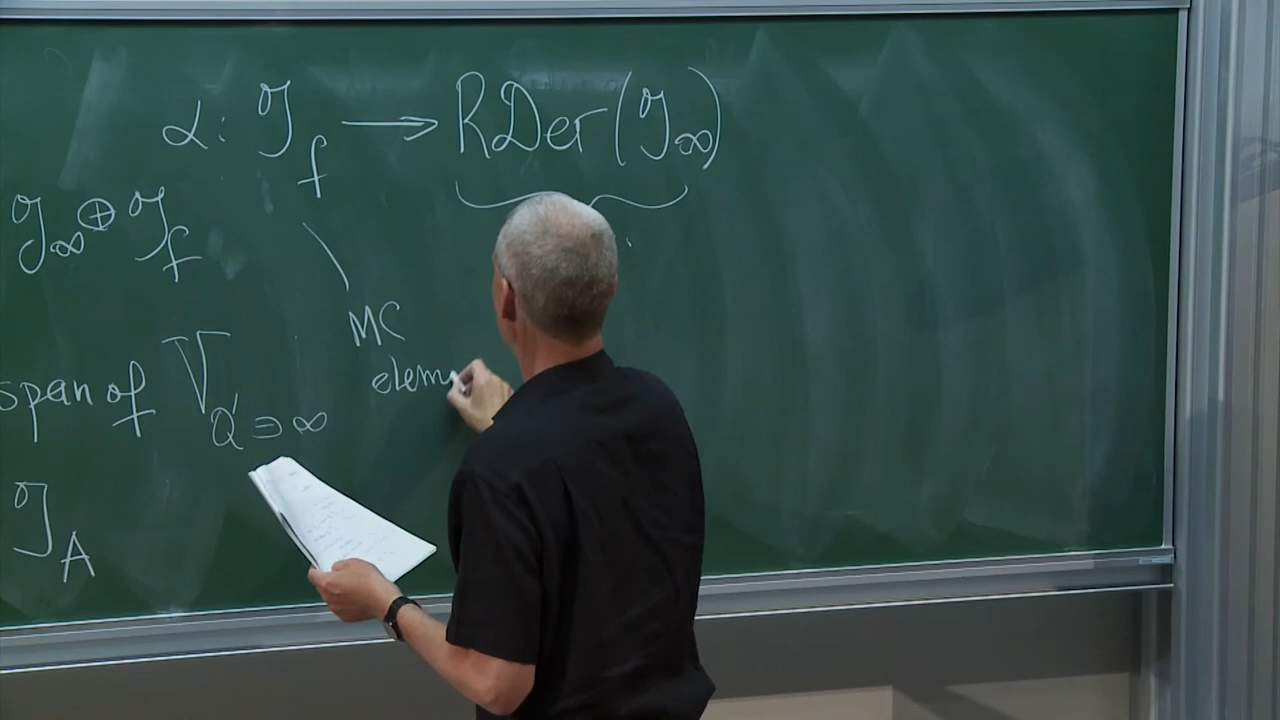 α: 𝔤_f → RDer(𝔤_∞)
𝔤_∞ ⊕ 𝔤_f
MC
elem
span of V_{Q' ∋ ∞}
𝔤_A